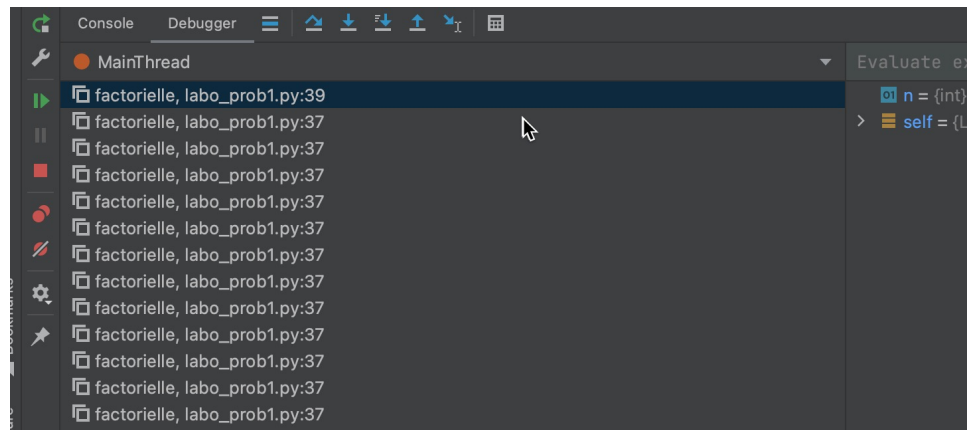 Console Debugger
MainThread
Evaluate ex
factorielle, labo_prob1.py:39
n = {int}
factorielle, labo_prob1.py:37
self = {L
factorielle, labo_prob1.py:37
factorielle, labo_prob1.py:37
factorielle, labo_prob1.py:37
factorielle, labo_prob1.py:37
factorielle, labo_prob1.py:37
factorielle, labo_prob1.py:37
factorielle, labo_prob1.py:37
factorielle, labo_prob1.py:37
factorielle, labo_prob1.py:37
factorielle, labo_prob1.py:37
factorielle, labo_prob1.py:37